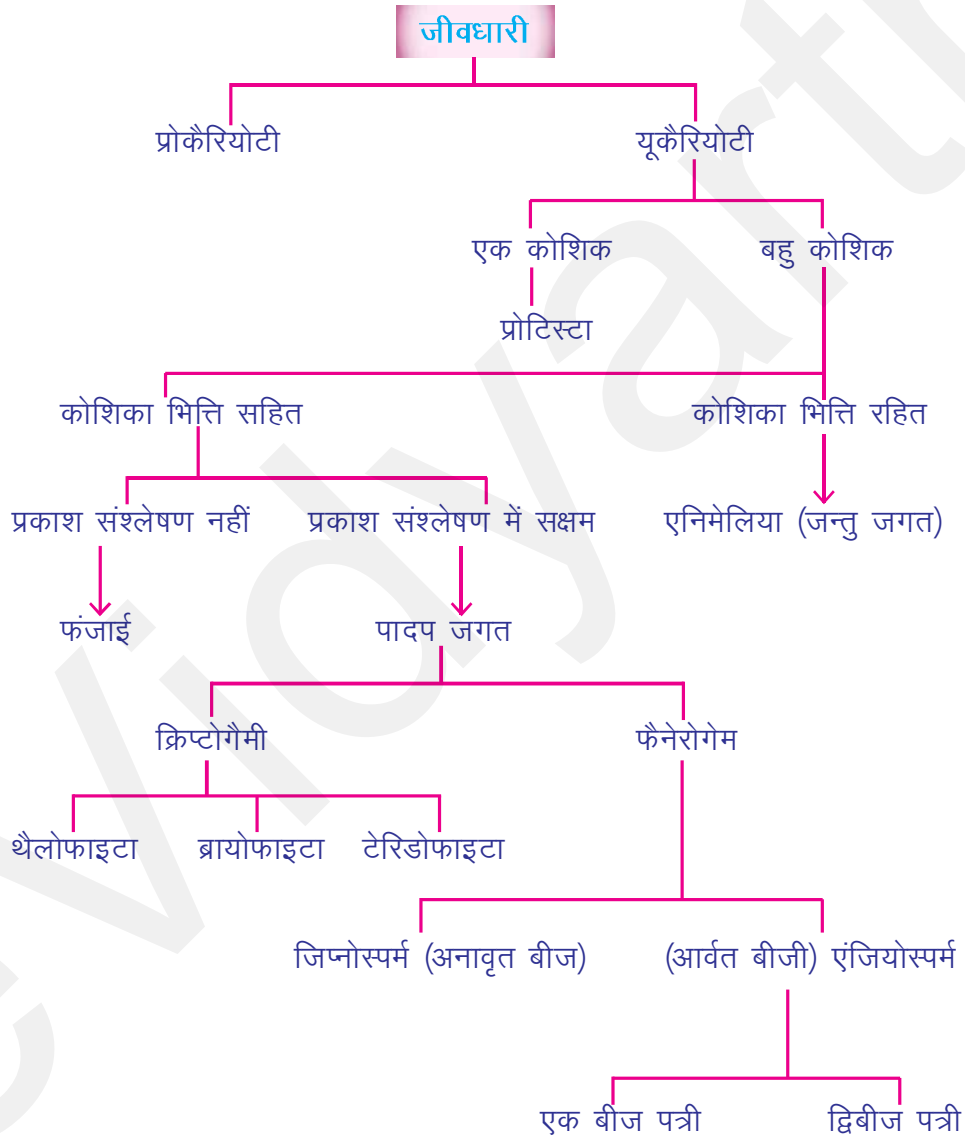 जीवधारी
प्रोकैरियोटी यूकैरियोटी
एक कोशिक बहु कोशिक
प्रोटिस्टा
कोशिका भित्ति सहित कोशिका भित्ति रहित
प्रकाश संश्लेषण नहीं प्रकाश संश्लेषण में सक्षम एनिमेलिया (जन्तु जगत)
फंजाई पादप जगत
क्रिप्टोगैमी फैनेरोगेम
थैलोफाइटा ब्रायोफाइटा टेरिडोफाइटा
जिप्नोस्पर्म (अनावृत बीज) (आर्वत बीजी) एंजियोस्पर्म
एक बीज पत्री द्विबीज पत्री